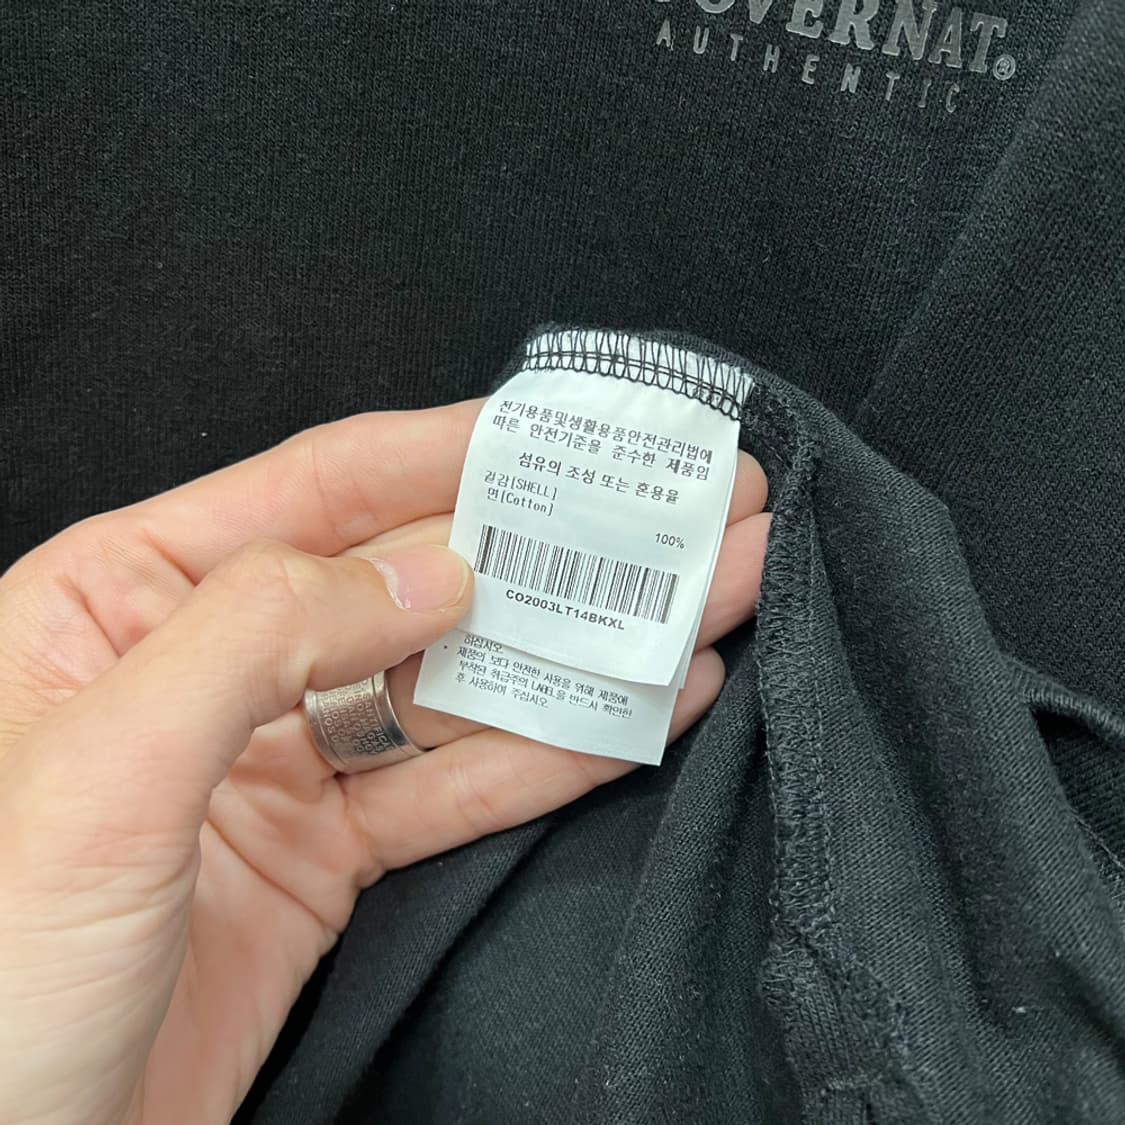 OVERNAT®
AUTHENTIC
전기용품및생활용품안전관리법에
따른 안전기준을 준수한 제품임
섬유의 조성 또는 혼용율
겉감[SHELL]
면[Cotton]
100%
CO2003LT14BKXL
하십시오
• 제품의 보다 안전한 사용을 위해 제품에
부착된 취급주의 LABEL을 반드시 확인한
후 사용하여 주십시오